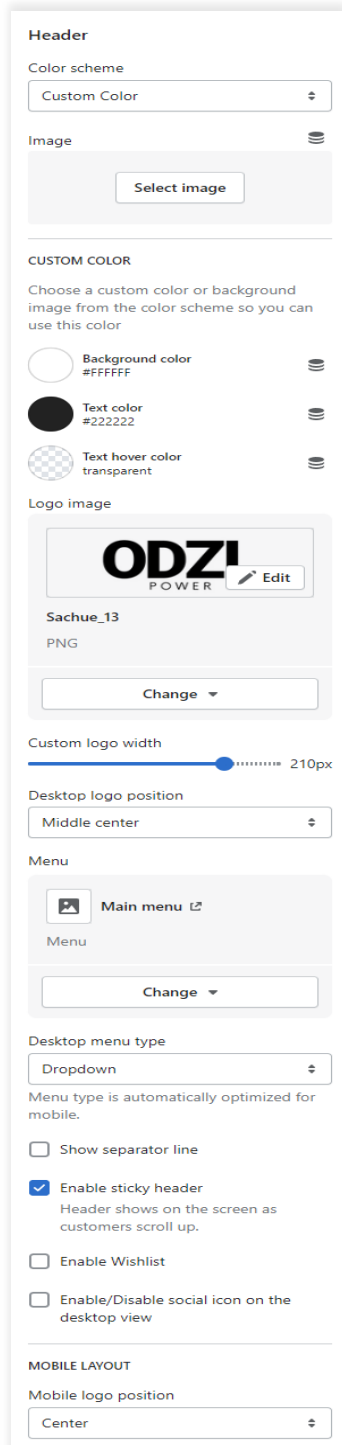 Header
Color scheme
Custom Color
Image
Select image
CUSTOM COLOR
Choose a custom color or background
image from the color scheme so you can
use this color
Background color
#FFFFFF
Text color
#222222
Text hover color
transparent
Logo image
ODZI
POWER
Edit
Sachue_13
PNG
Change
Custom logo width
210px
Desktop logo position
Middle center
Menu
Main menu
Menu
Change
Desktop menu type
Dropdown
Menu type is automatically optimized for
mobile.
Show separator line
Enable sticky header
Header shows on the screen as
customers scroll up.
Enable Wishlist
Enable/Disable social icon on the
desktop view
MOBILE LAYOUT
Mobile logo position
Center